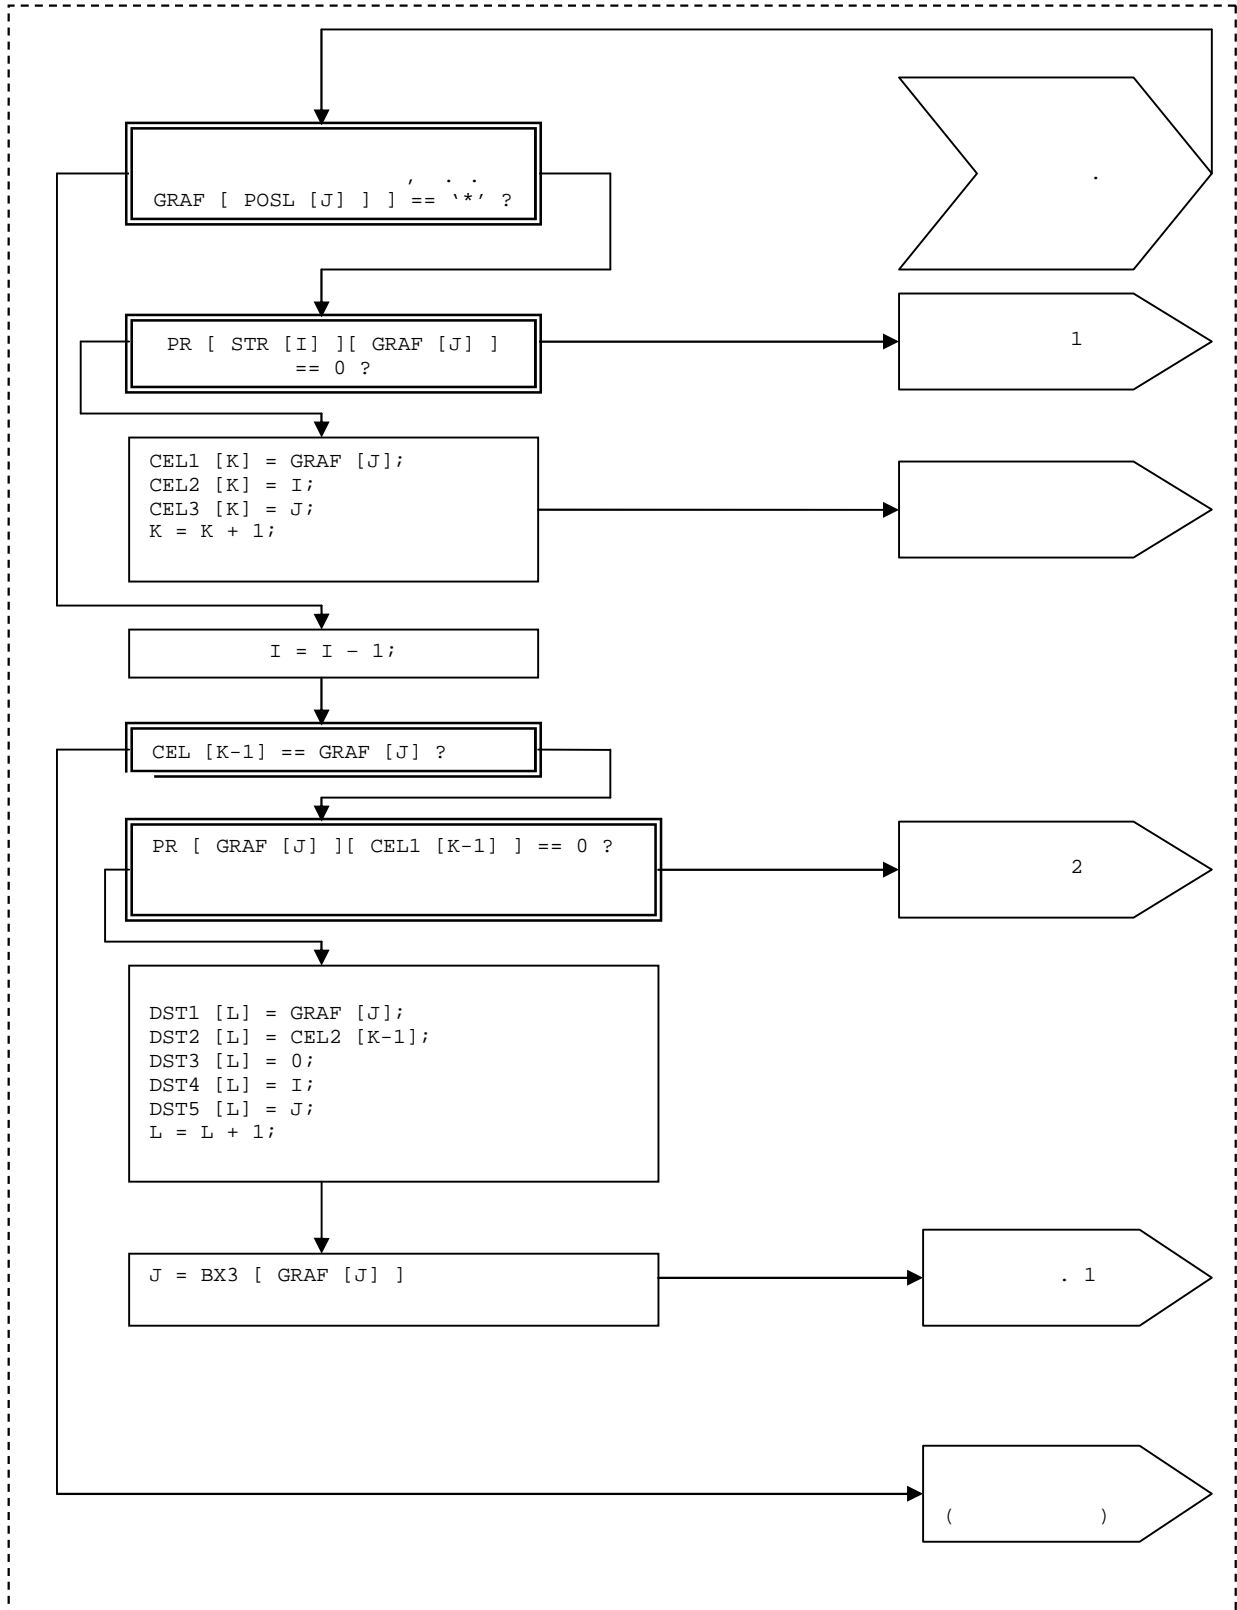 , . .
GRAF [ POSL [J] ] ] == ‘*’ ?
.
PR [ STR [I] ][ GRAF [J] ]
== 0 ?
1
CEL1 [K] = GRAF [J];
CEL2 [K] = I;
CEL3 [K] = J;
K = K + 1;
I = I – 1;
CEL [K-1] == GRAF [J] ?
PR [ GRAF [J] ][ CEL1 [K-1] ] == 0 ?
2
DST1 [L] = GRAF [J];
DST2 [L] = CEL2 [K-1];
DST3 [L] = 0;
DST4 [L] = I;
DST5 [L] = J;
L = L + 1;
J = BX3 [ GRAF [J] ]
. 1
( )